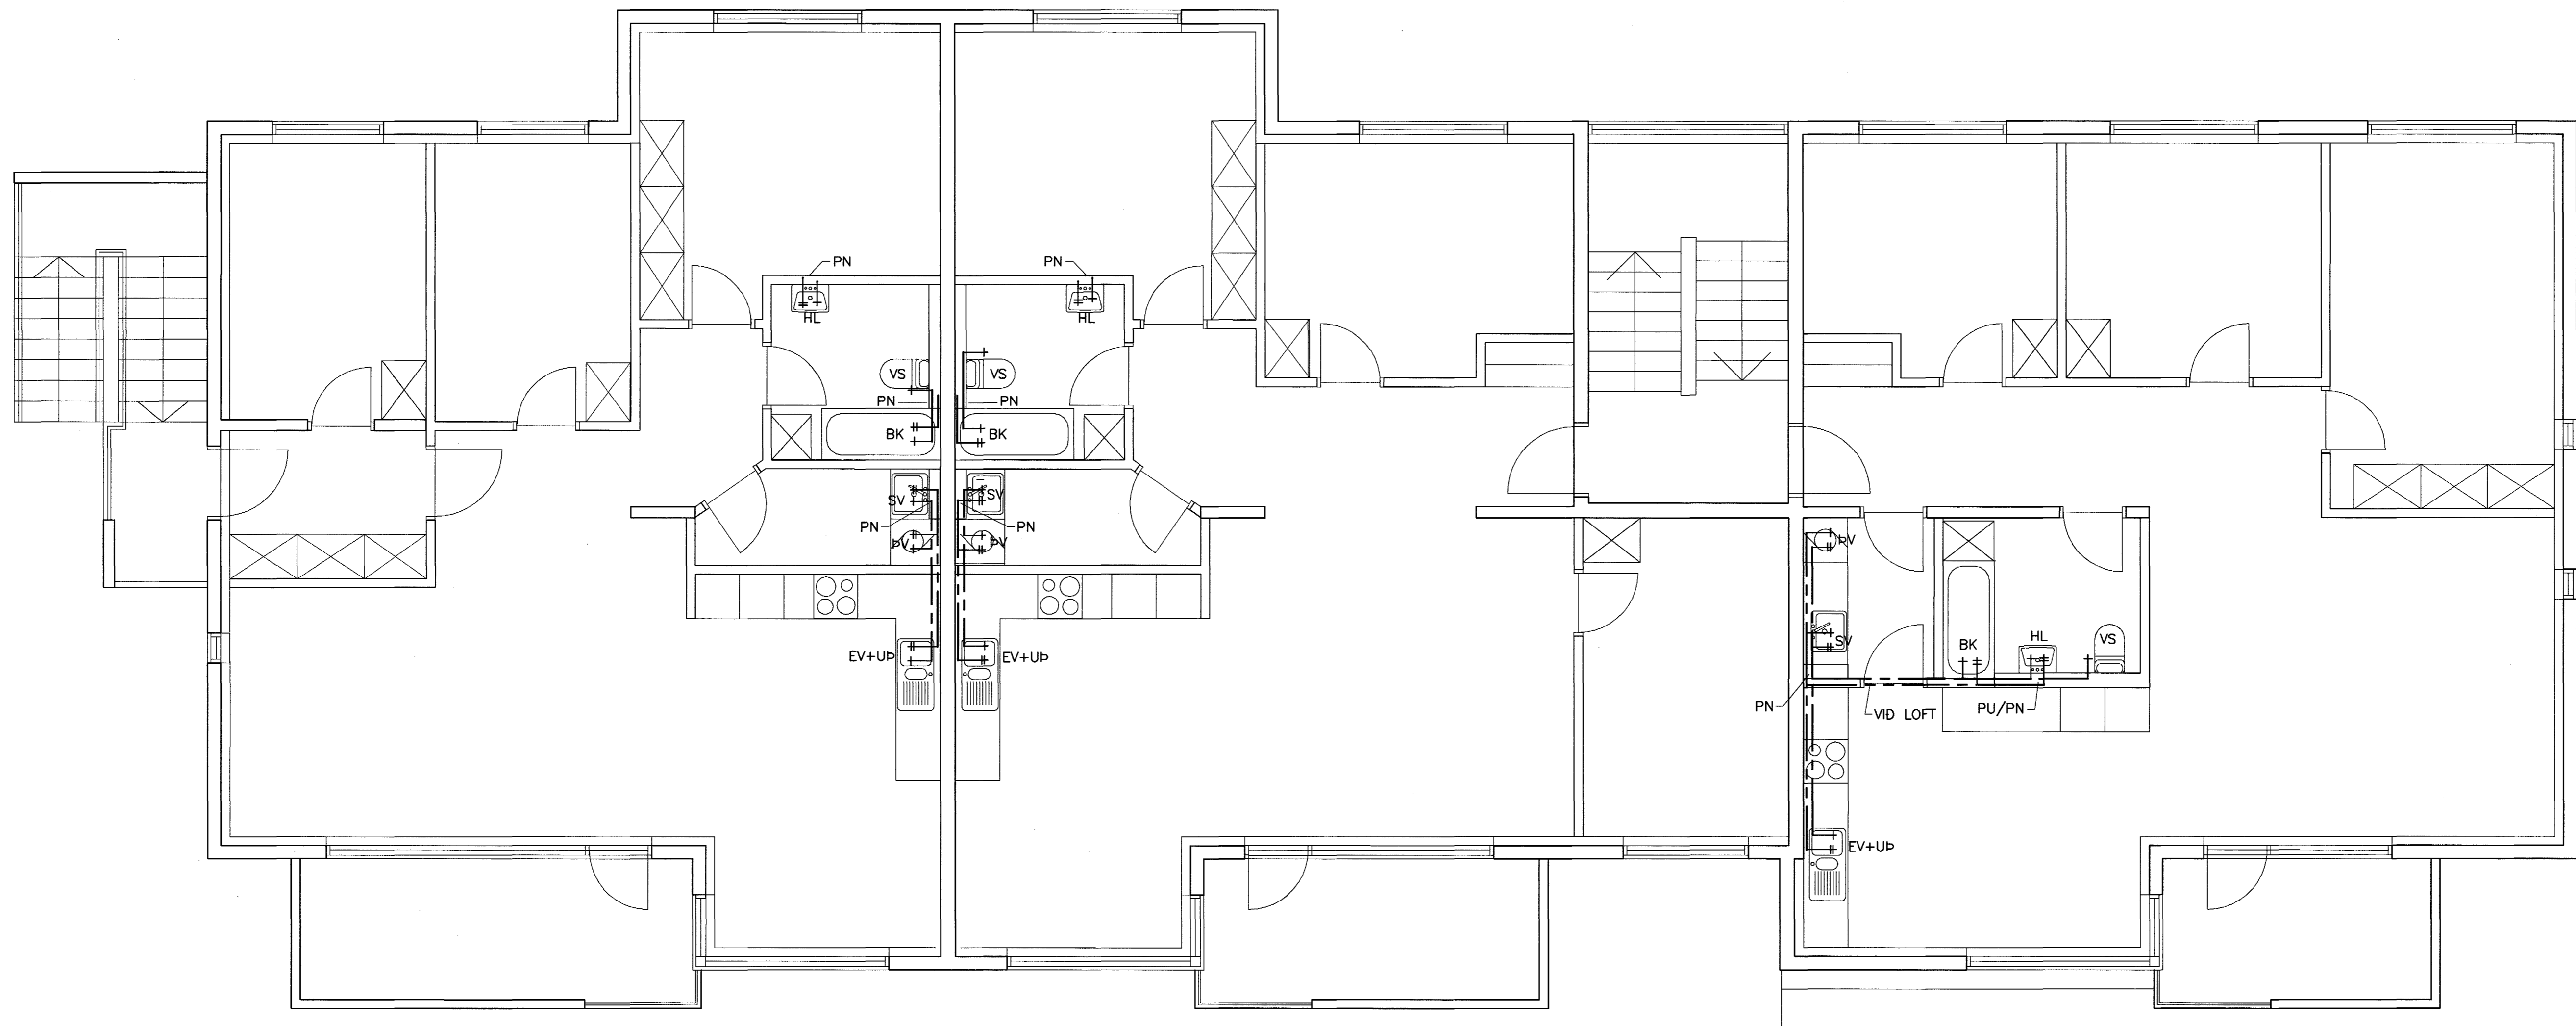 PN
PN
HL
HL
VS
VS
PN
PN
BK
BK
SV
SV
PN
PN
ÞV
ÞV
ÞV
EV+UÞ
EV+UÞ
SV
BK
HL
VS
PN
VIÐ LOFT
PU/PN
EV+UÞ